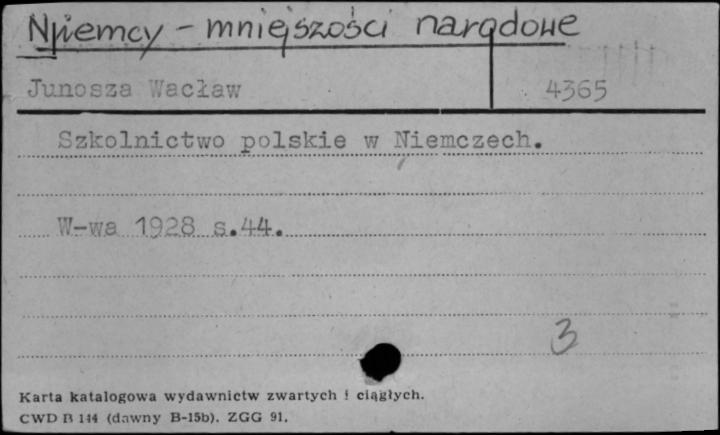 Niemcy - mniejszości narodowe
Junosza Wacław 4365
Szkolnictwo polskie w Niemczech.
W-wa 1928 s.44.
3
Karta katalogowa wydawnictw zwartych i ciągłych.
CWD B 144 (dawny B-15b). ZGG 91.